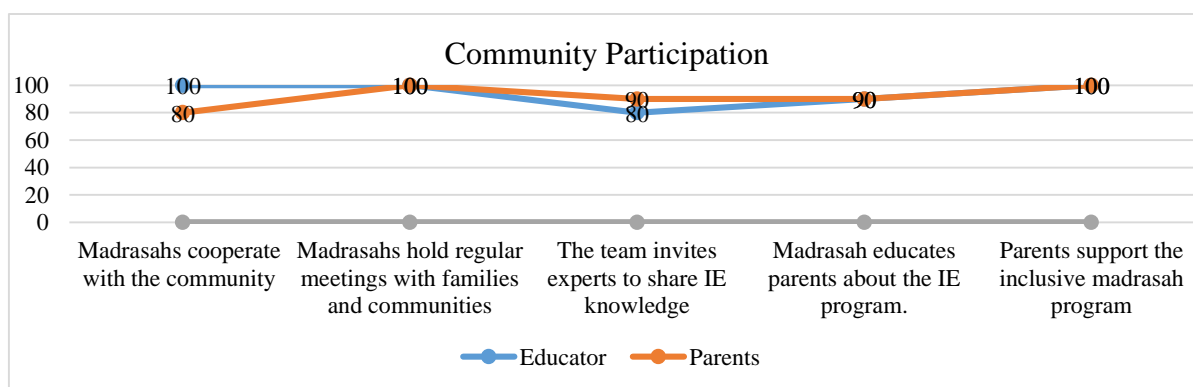 Community Participation
100
80
60
40
20
0
100 100 100
80 90 90
80
Madrasahs cooperate
with the community
Madrasahs hold regular
meetings with families
and communities
The team invites
experts to share IE
knowledge
Madrasah educates
parents about the IE
program.
Parents support the
inclusive madrasah
program
Educator Parents